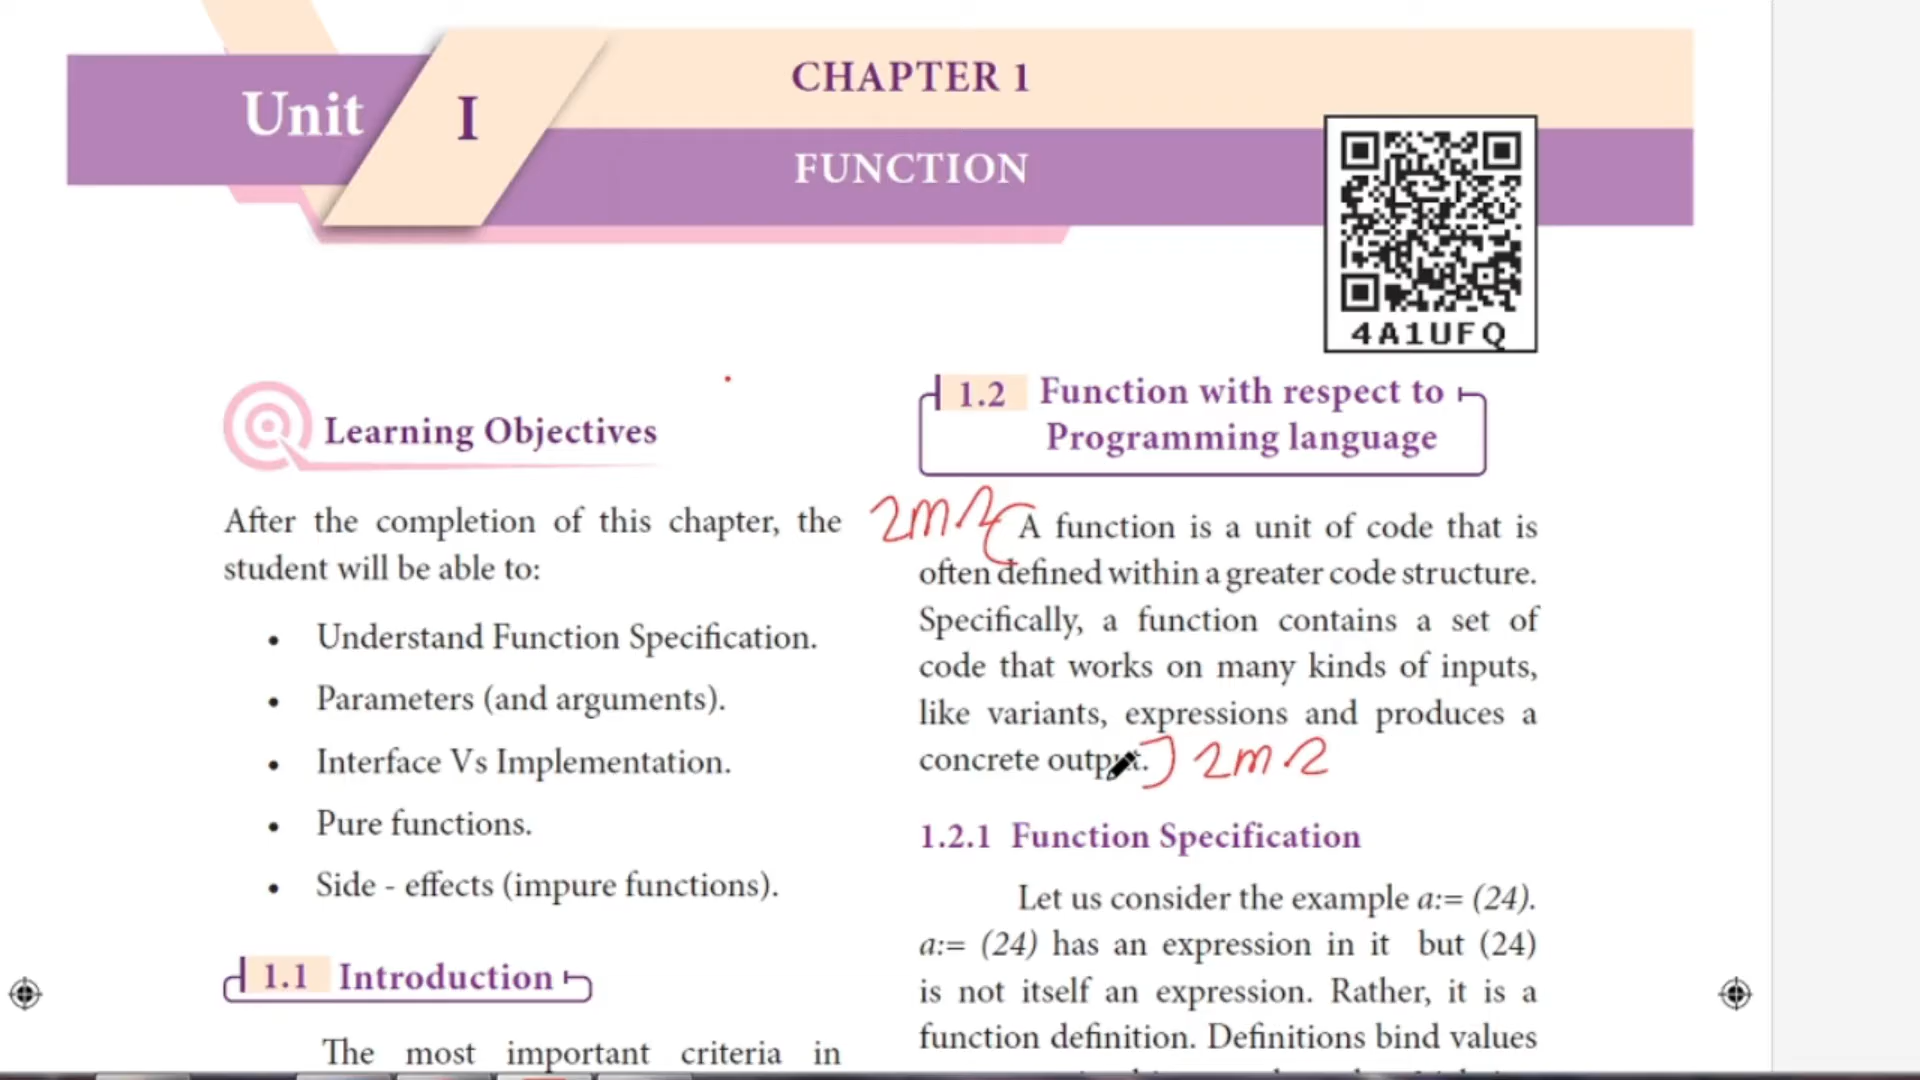 Unit I
CHAPTER 1
FUNCTION
4A1UFQ
Learning Objectives
After the completion of this chapter, the
student will be able to:
• Understand Function Specification.
• Parameters (and arguments).
• Interface Vs Implementation.
• Pure functions.
• Side - effects (impure functions).
1.1 Introduction
The most important criteria in
1.2 Function with respect to
Programming language
2m
A function is a unit of code that is
often defined within a greater code structure.
Specifically, a function contains a set of
code that works on many kinds of inputs,
like variants, expressions and produces a
concrete output. 2m
1.2.1 Function Specification
Let us consider the example a:= (24).
a:= (24) has an expression in it but (24)
is not itself an expression. Rather, it is a
function definition. Definitions bind values